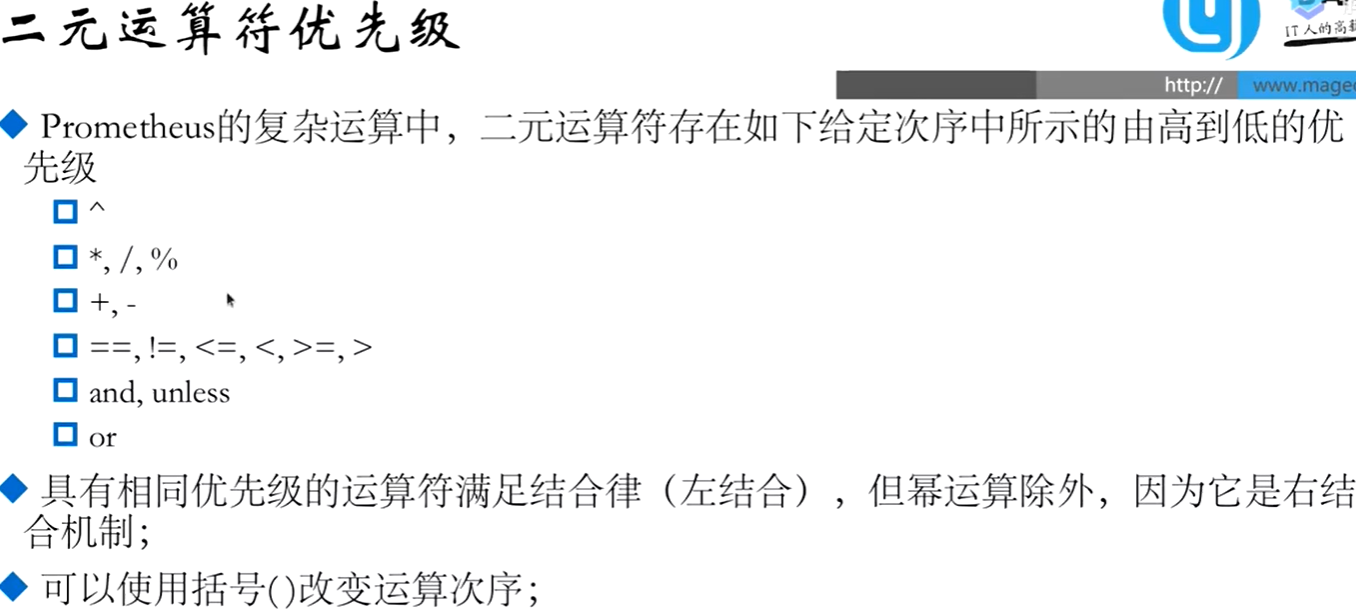 二元运算符优先级
IT人的高
http://
www.mage
Prometheus的复杂运算中，二元运算符存在如下给定次序中所示的由高到低的优
先级
^
*, /, %
+, -
==, !=, <=, <, >=, >
and, unless
or
具有相同优先级的运算符满足结合律（左结合），但幂运算除外，因为它是右结
合机制；
可以使用括号()改变运算次序；